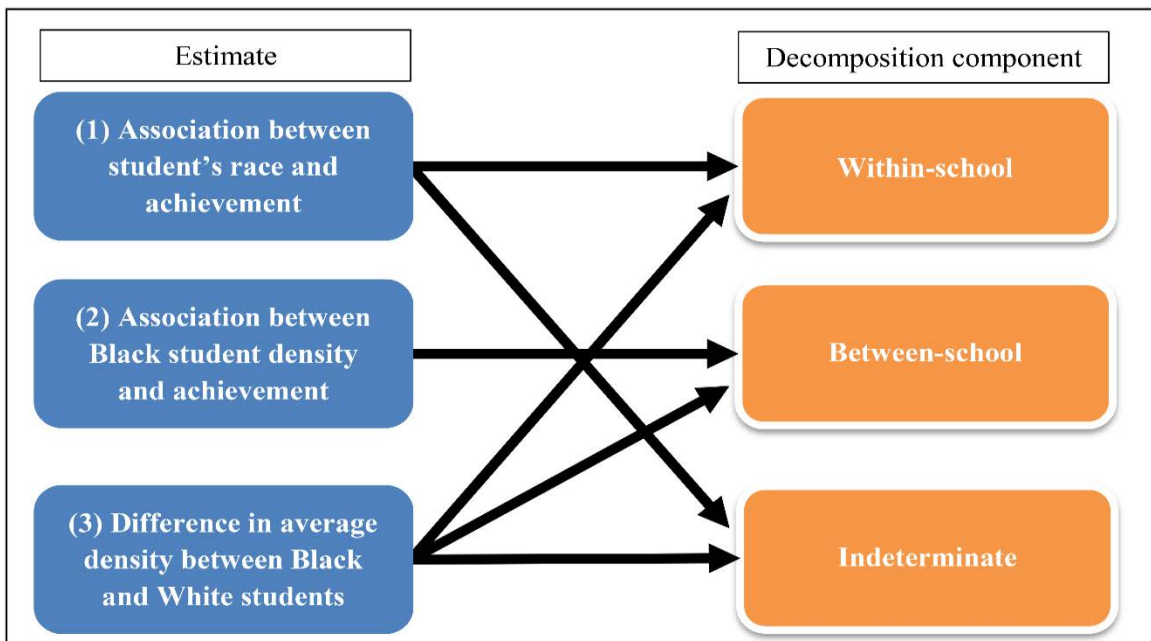 Estimate
Decomposition component
(1) Association between
student's race and
achievement
Within-school
(2) Association between
Black student density
and achievement
Between-school
(3) Difference in average
density between Black
and White students
Indeterminate